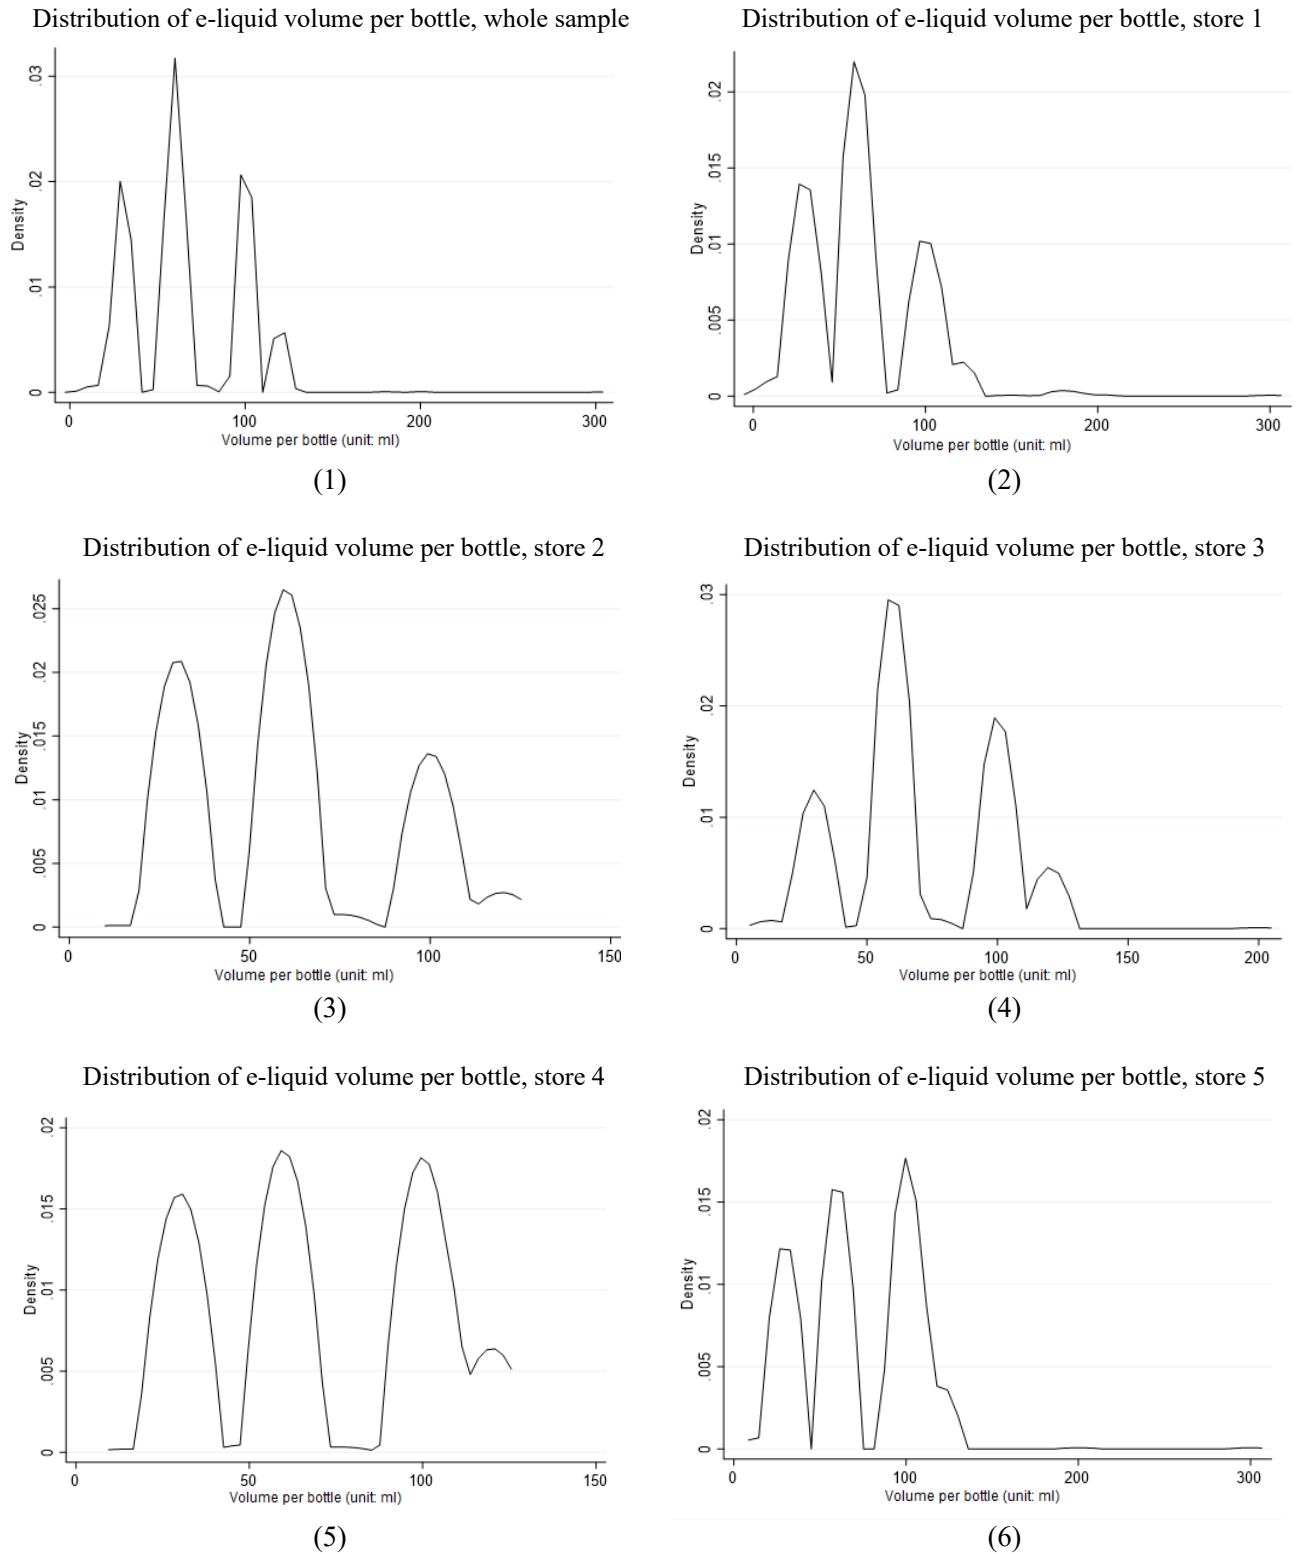 Distribution of e-liquid volume per bottle, whole sample
Density
.03
.02
.01
0
0 100 200 300
Volume per bottle (unit: ml)
(1)
Distribution of e-liquid volume per bottle, store 1
Density
.02
.015
.01
.005
0
0 100 200 300
Volume per bottle (unit: ml)
(2)
Distribution of e-liquid volume per bottle, store 2
Density
.025
.02
.015
.01
.005
0
0 50 100 150
Volume per bottle (unit: ml)
(3)
Distribution of e-liquid volume per bottle, store 3
Density
.03
.02
.01
0
0 50 100 150 200
Volume per bottle (unit: ml)
(4)
Distribution of e-liquid volume per bottle, store 4
Density
.02
.015
.01
.005
0
0 50 100 150
Volume per bottle (unit: ml)
(5)
Distribution of e-liquid volume per bottle, store 5
Density
.02
.015
.01
.005
0
0 100 200 300
Volume per bottle (unit: ml)
(6)